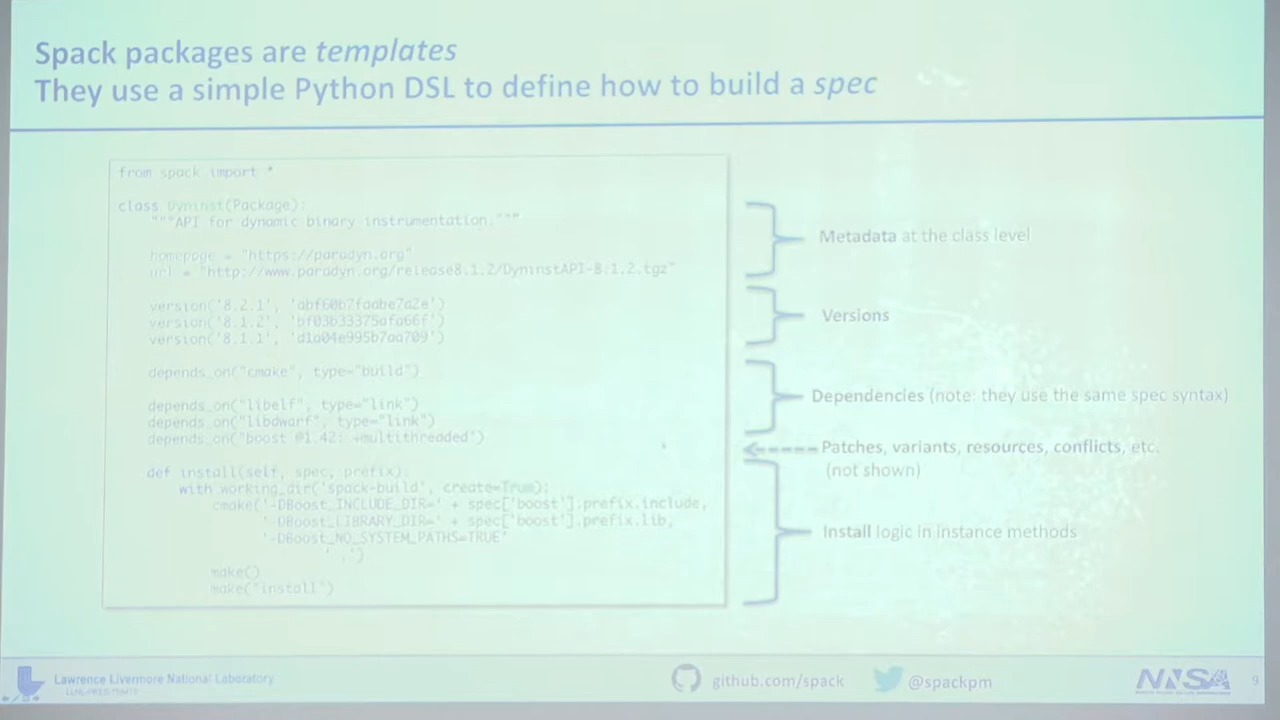 Spack packages are templates
They use a simple Python DSL to define how to build a spec
from spack import *
class Dyninst(Package):
"""API for dynamic binary instrumentation."""
homepage = "https://paradyn.org"
url = "http://www.paradyn.org/release8.1.2/DyninstAPI-8.1.2.tgz"
version('8.2.1', 'abf60b7faabe7a2e')
version('8.1.2', 'bf03b33375afa66f')
version('8.1.1', 'd1a04e995b7aa709')
depends_on("cmake", type="build")
depends_on("libelf", type="link")
depends_on("libdwarf", type="link")
depends_on("boost @1.42: +multithreaded")
def install(self, spec, prefix):
with working_dir('spack-build', create=True):
cmake('-DBoost_INCLUDE_DIR=' + spec['boost'].prefix.include,
'-DBoost_LIBRARY_DIR=' + spec['boost'].prefix.lib,
'-DBoost_NO_SYSTEM_PATHS=TRUE'
'..')
make()
make("install")
Metadata at the class level
Versions
Dependencies (note: they use the same spec syntax)
Patches, variants, resources, conflicts, etc.
(not shown)
Install logic in instance methods
Lawrence Livermore National Laboratory
github.com/spack
@spackpm
NNSA
9